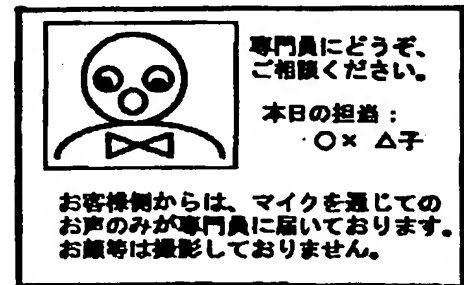 専門員にどうぞ、
ご相談ください。
本日の担当：
○× △子
お客様側からは、マイクを通じての
お声のみが専門員に届いております。
お顔等は撮影しておりません。